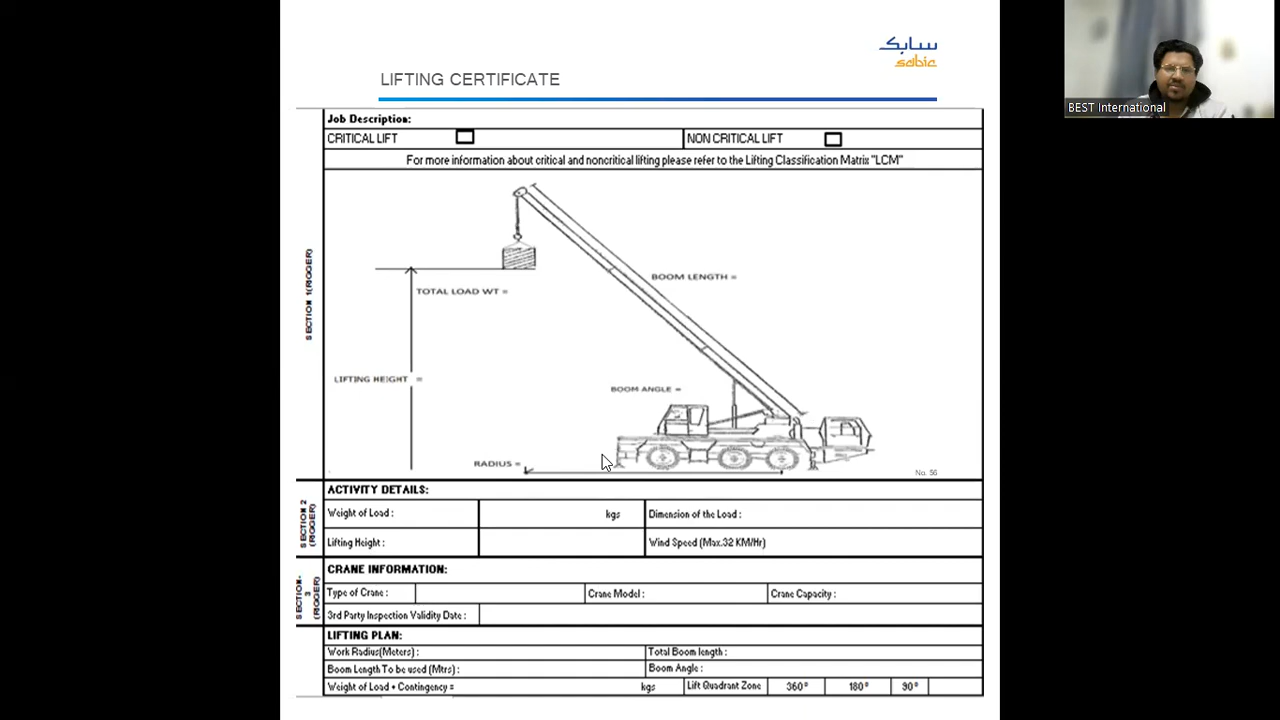 سابك
sabic
BEST International
LIFTING CERTIFICATE
Job Description:
CRITICAL LIFT
NON CRITICAL LIFT
For more information about critical and noncritical lifting please refer to the Lifting Classification Matrix "LCM"
SECTION 1(RIGGER)
BOOM LENGTH =
TOTAL LOAD WT =
LIFTING HEIGHT =
BOOM ANGLE =
RADIUS =
No. 56
SECTION 2 (RIGGER)
ACTIVITY DETAILS:
Weight of Load : kgs Dimension of the Load :
Lifting Height : Wind Speed (Max.32 KM/Hr)
SECTION-3 (RIGGER)
CRANE INFORMATION:
Type of Crane : Crane Model : Crane Capacity :
3rd Party Inspection Validity Date :
LIFTING PLAN:
Work Radius(Meters) : Total Boom length :
Boom Length To be used (Mtrs) : Boom Angle :
Weight of Load + Contingency = kgs Lift Quadrant Zone 360° 180° 90°